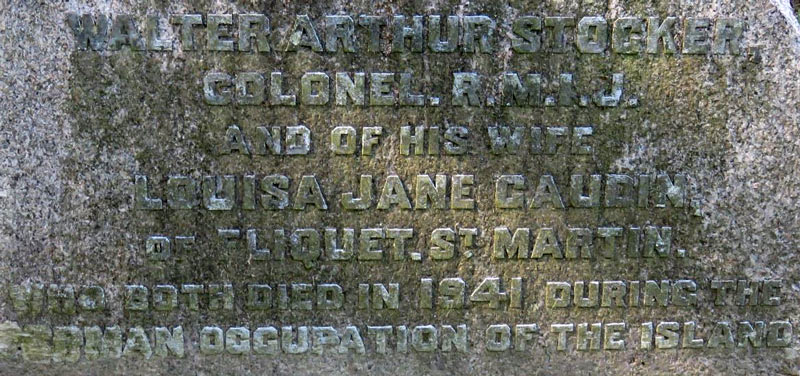 WALTER ARTHUR STOCKER,
COLONEL. R.M.I.J.
AND OF HIS WIFE
LOUISA JANE GAUDIN,
OF FLIQUET, ST MARTIN.
WHO BOTH DIED IN 1941 DURING THE
GERMAN OCCUPATION OF THE ISLAND